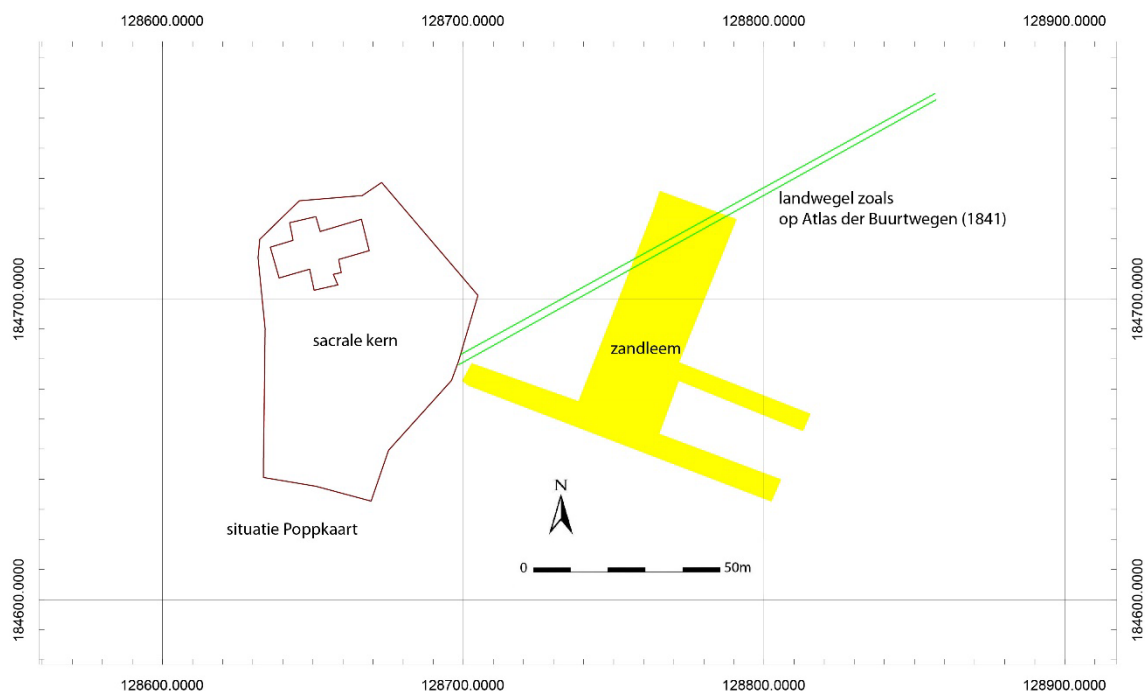 128600.0000 128700.0000 128800.0000 128900.0000
184700.0000 184700.0000
landwegel zoals
op Atlas der Buurtwegen (1841)
sacrale kern
zandleem
situatie Poppkaart
N
0 50m
184600.0000 184600.0000
128600.0000 128700.0000 128800.0000 128900.0000